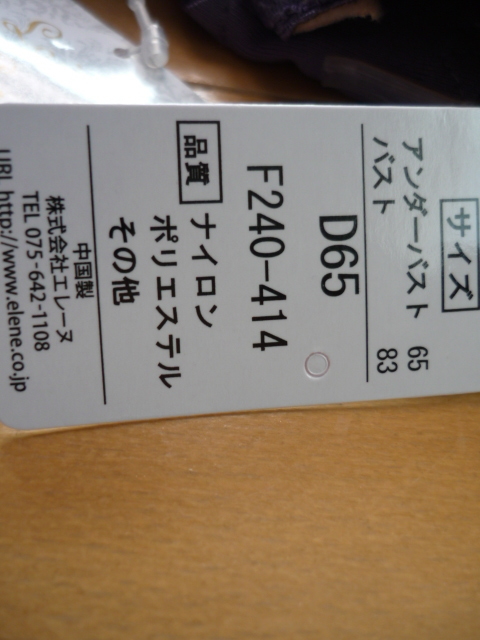 サイズ
アンダーバスト 65
バスト 83
D65
F240-414
品質
ナイロン
ポリエステル
その他
中国製
株式会社エレーヌ
TEL 075-642-1108
URL http://www.elene.co.jp